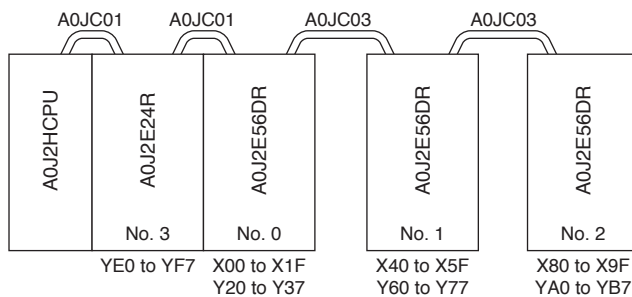 A0JC01
A0JC01
A0JC03
A0JC03
A0J2HCPU
A0J2E24R
A0J2E56DR
A0J2E56DR
A0J2E56DR
No. 3
No. 0
No. 1
No. 2
YE0 to YF7
X00 to X1F
Y20 to Y37
X40 to X5F
Y60 to Y77
X80 to X9F
YA0 to YB7